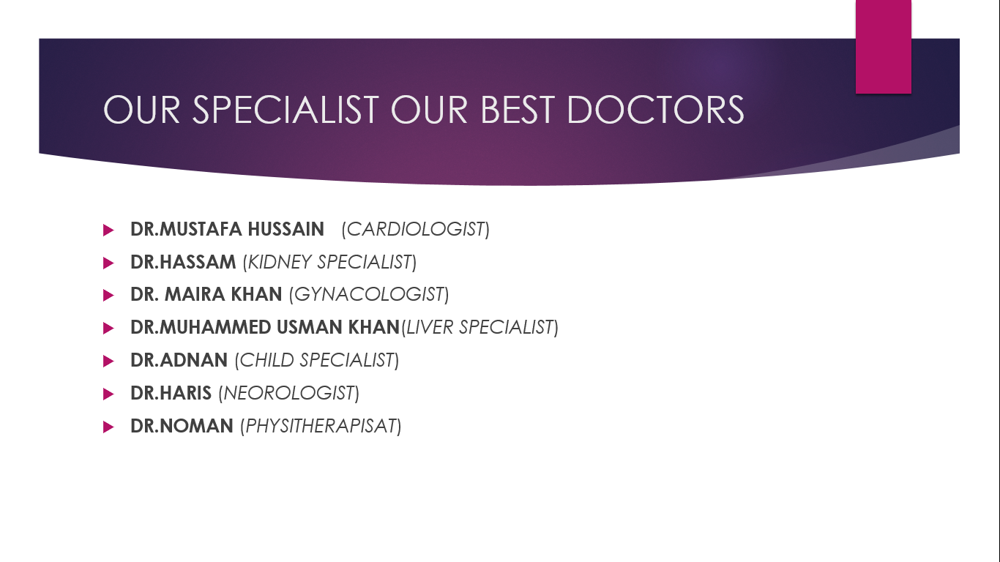 OUR SPECIALIST OUR BEST DOCTORS
DR.MUSTAFA HUSSAIN (CARDIOLOGIST)
DR.HASSAM (KIDNEY SPECIALIST)
DR. MAIRA KHAN (GYNACOLOGIST)
DR.MUHAMMED USMAN KHAN(LIVER SPECIALIST)
DR.ADNAN (CHILD SPECIALIST)
DR.HARIS (NEOROLOGIST)
DR.NOMAN (PHYSITHERAPISAT)